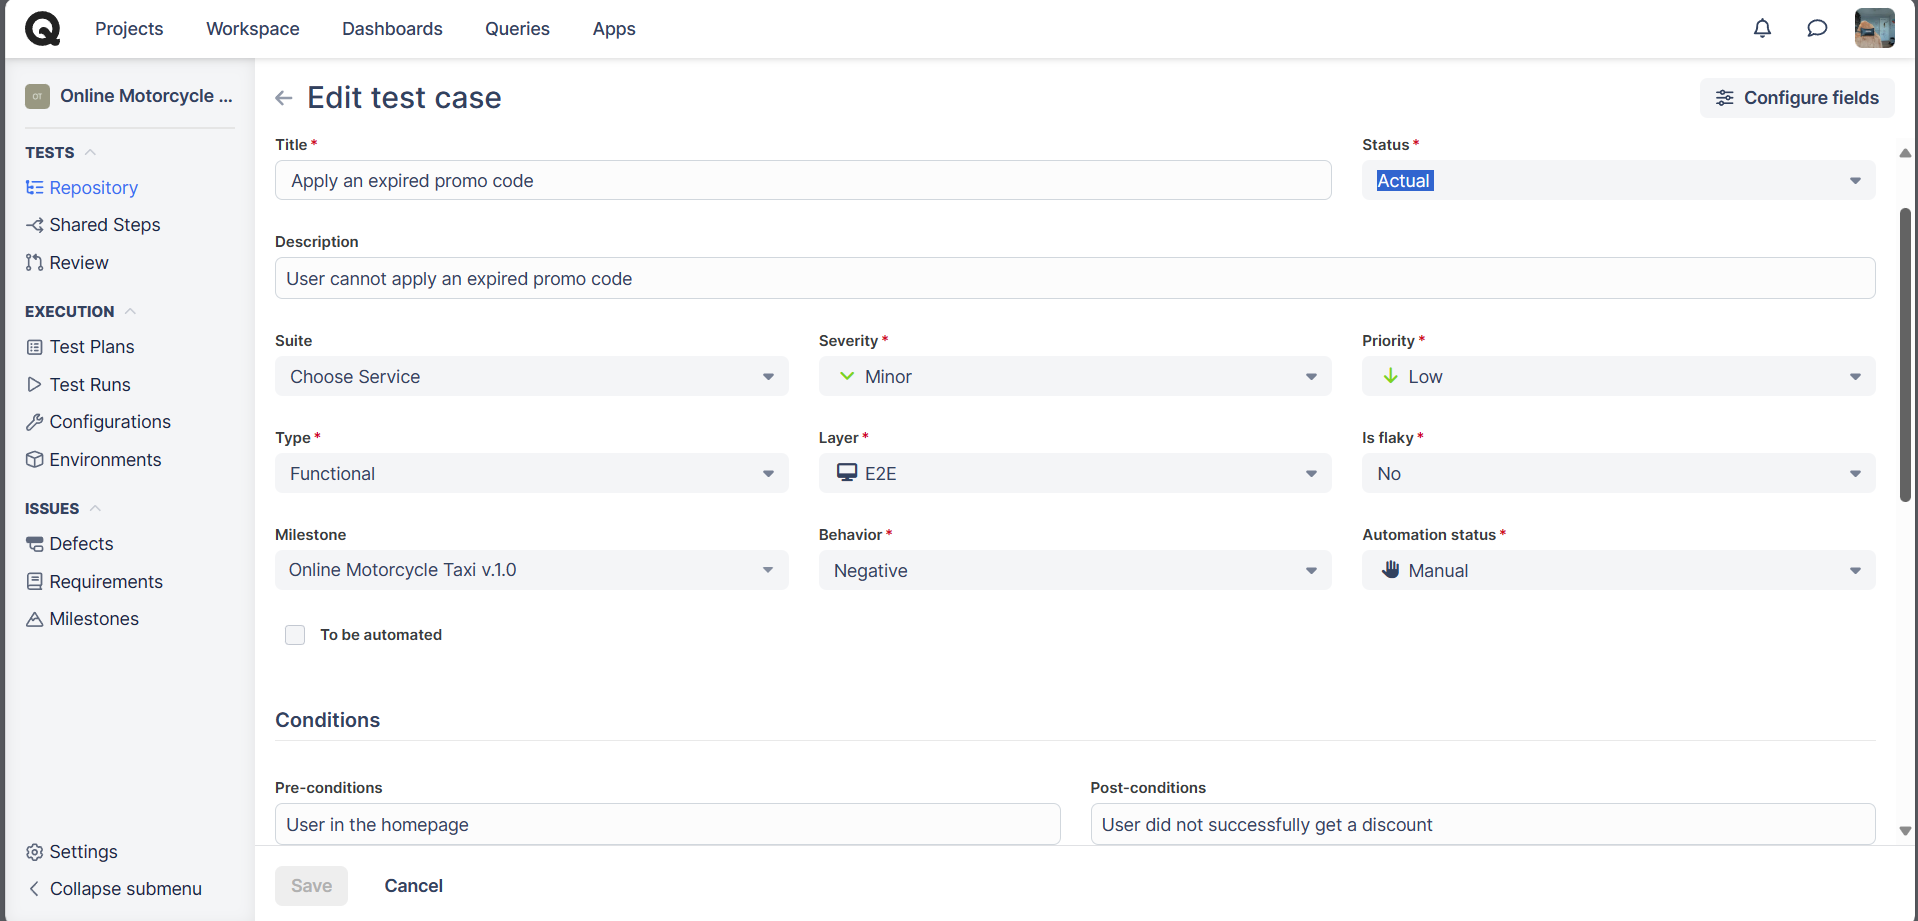 Projects
Workspace
Dashboards
Queries
Apps
OT
Online Motorcycle ...
TESTS
Repository
Shared Steps
Review
EXECUTION
Test Plans
Test Runs
Configurations
Environments
ISSUES
Defects
Requirements
Milestones
Settings
Collapse submenu
Edit test case
Configure fields
Title *
Status *
Apply an expired promo code
Actual
Description
User cannot apply an expired promo code
Suite
Severity *
Priority *
Choose Service
Minor
Low
Type *
Layer *
Is flaky *
Functional
E2E
No
Milestone
Behavior *
Automation status *
Online Motorcycle Taxi v.1.0
Negative
Manual
To be automated
Conditions
Pre-conditions
Post-conditions
User in the homepage
User did not successfully get a discount
Save
Cancel